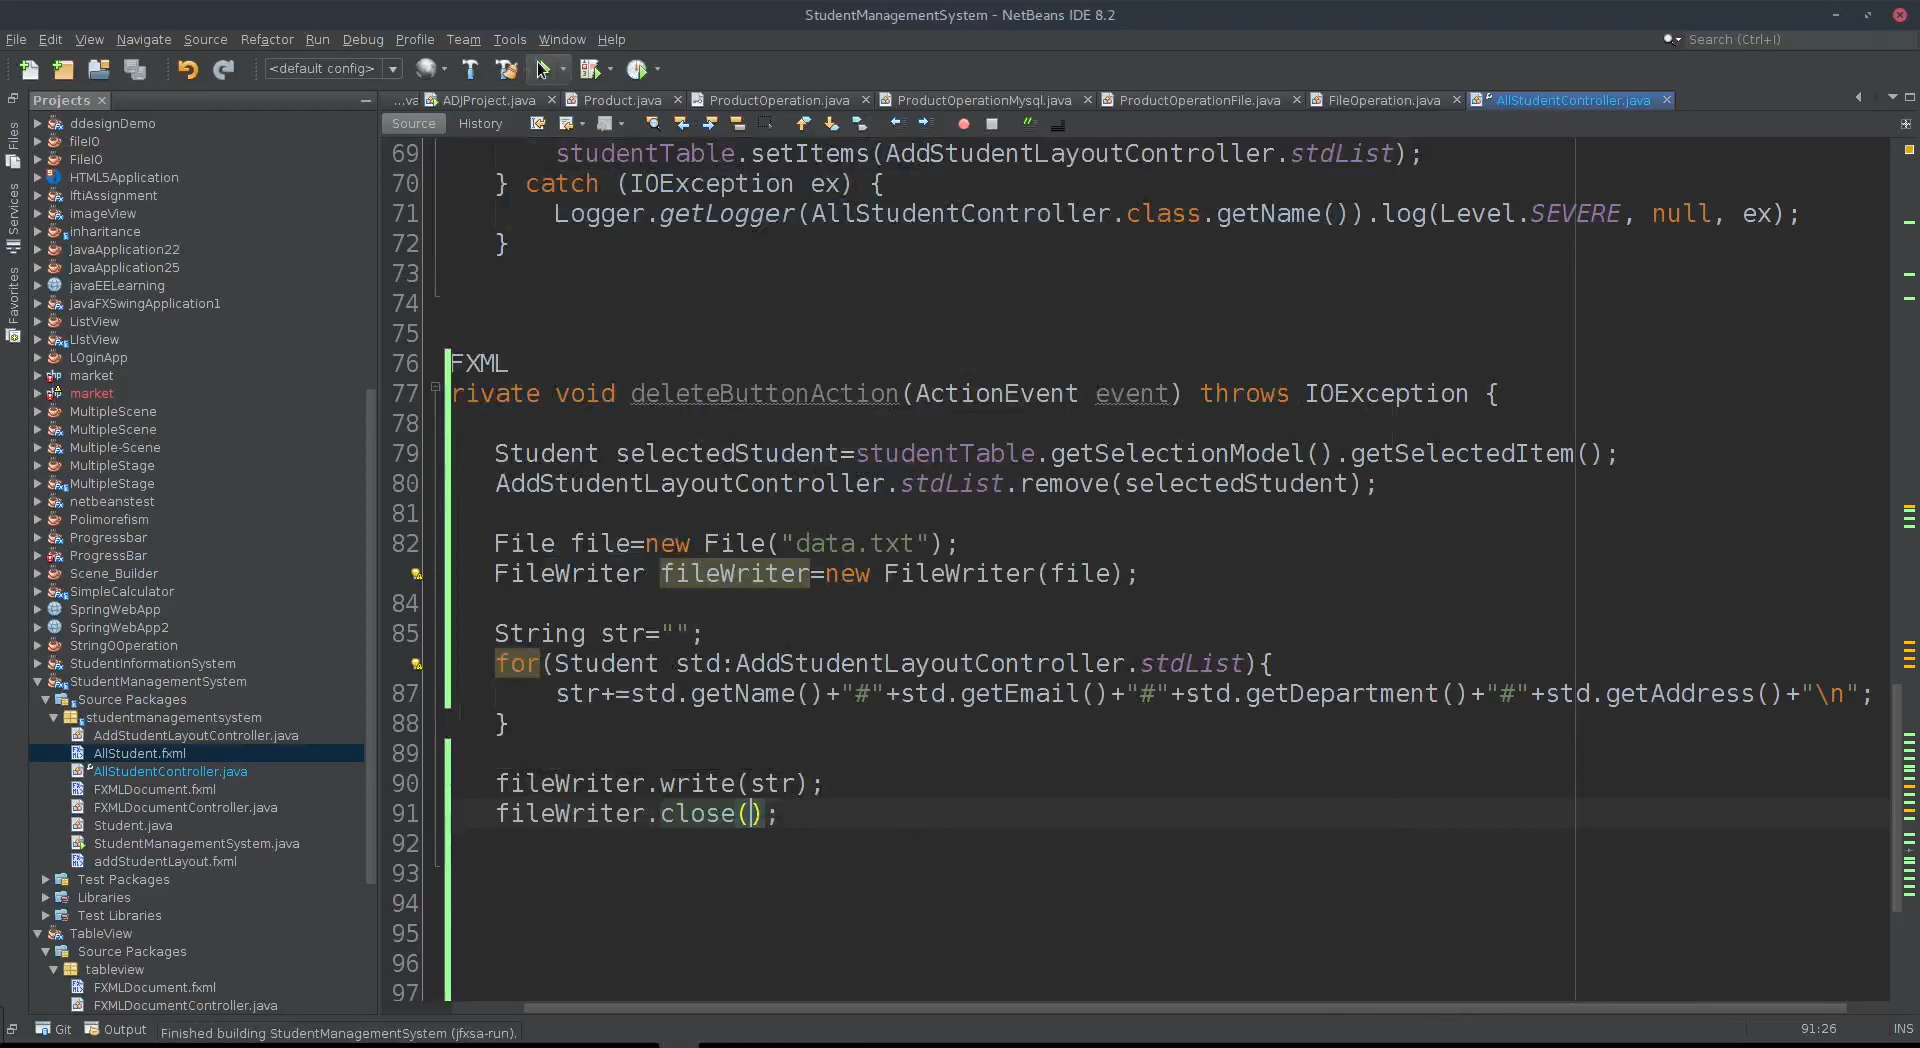 StudentManagementSystem - NetBeans IDE 8.2
File Edit View Navigate Source Refactor Run Debug Profile Team Tools Window Help
Search (Ctrl+I)
<default config>
Projects
...va ADJProject.java Product.java ProductOperation.java ProductOperationMysql.java ProductOperationFile.java FileOperation.java AllStudentController.java
Source History
Files
Services
Favorites
ddesignDemo
fileIO
FileIO
HTML5Application
IftiAssignment
imageView
inheritance
JavaApplication22
JavaApplication25
javaEELearning
JavaFXSwingApplication1
ListView
LIstView
LOginApp
market
market
MultipleScene
MultipleScene
Multiple-Scene
MultipleStage
MultipleStage
netbeanstest
Polimorefism
Progressbar
ProgressBar
Scene_Builder
SimpleCalculator
SpringWebApp
SpringWebApp2
StringOOperation
StudentInformationSystem
StudentManagementSystem
Source Packages
studentmanagementsystem
AddStudentLayoutController.java
AllStudent.fxml
AllStudentController.java
FXMLDocument.fxml
FXMLDocumentController.java
Student.java
StudentManagementSystem.java
addStudentLayout.fxml
Test Packages
Libraries
Test Libraries
TableView
Source Packages
tableview
FXMLDocument.fxml
FXMLDocumentController.java
69 studentTable.setItems(AddStudentLayoutController.stdList);
70 } catch (IOException ex) {
71 Logger.getLogger(AllStudentController.class.getName()).log(Level.SEVERE, null, ex);
72 }
73
74
75
76 FXML
77 rivate void deleteButtonAction(ActionEvent event) throws IOException {
78
79 Student selectedStudent=studentTable.getSelectionModel().getSelectedItem();
80 AddStudentLayoutController.stdList.remove(selectedStudent);
81
82 File file=new File("data.txt");
FileWriter fileWriter=new FileWriter(file);
84
85 String str="";
for(Student std:AddStudentLayoutController.stdList){
87 str+=std.getName()+"#"+std.getEmail()+"#"+std.getDepartment()+"#"+std.getAddress()+"\n";
88 }
89
90 fileWriter.write(str);
91 fileWriter.close();
92
93
94
95
96
97
Git Output Finished building StudentManagementSystem (jfxsa-run). 91:26 INS